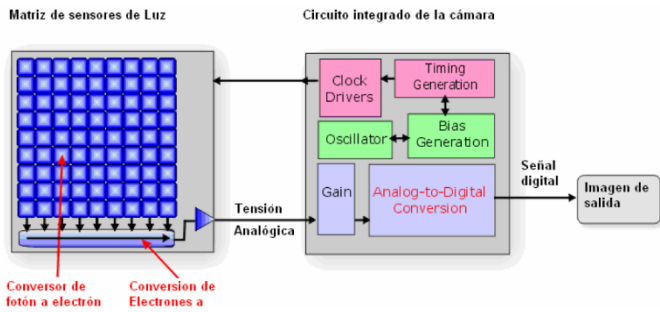 Matriz de sensores de Luz
Circuito integrado de la cámara
Clock
Drivers
Timing
Generation
Oscillator
Bias
Generation
Gain
Analog-to-Digital
Conversion
Tensión
Analógica
Señal
digital
Imagen de
salida
Conversor de
fotón a electrón
Conversion de
Electrones a